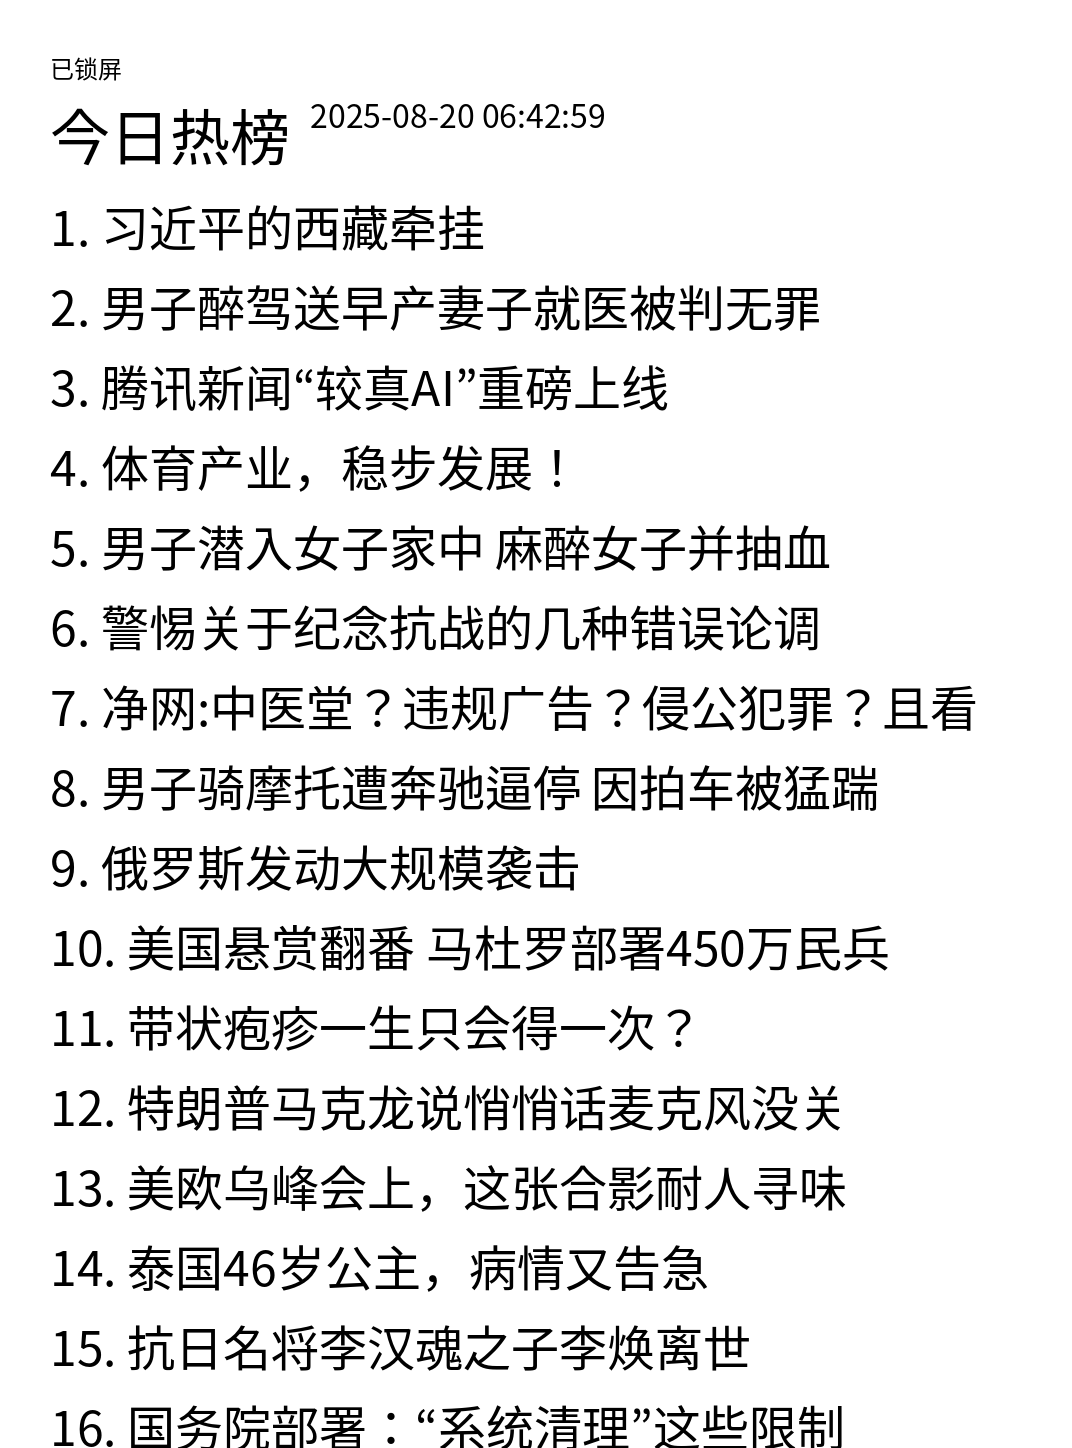 已锁屏
今日热榜 2025-08-20 06:42:59
1. 习近平的西藏牵挂
2. 男子醉驾送早产妻子就医被判无罪
3. 腾讯新闻“较真AI”重磅上线
4. 体育产业，稳步发展！
5. 男子潜入女子家中 麻醉女子并抽血
6. 警惕关于纪念抗战的几种错误论调
7. 净网:中医堂？违规广告？侵公犯罪？且看
8. 男子骑摩托遭奔驰逼停 因拍车被猛踹
9. 俄罗斯发动大规模袭击
10. 美国悬赏翻番 马杜罗部署450万民兵
11. 带状疱疹一生只会得一次？
12. 特朗普马克龙说悄悄话麦克风没关
13. 美欧乌峰会上，这张合影耐人寻味
14. 泰国46岁公主，病情又告急
15. 抗日名将李汉魂之子李焕离世
16. 国务院部署：“系统清理”这些限制